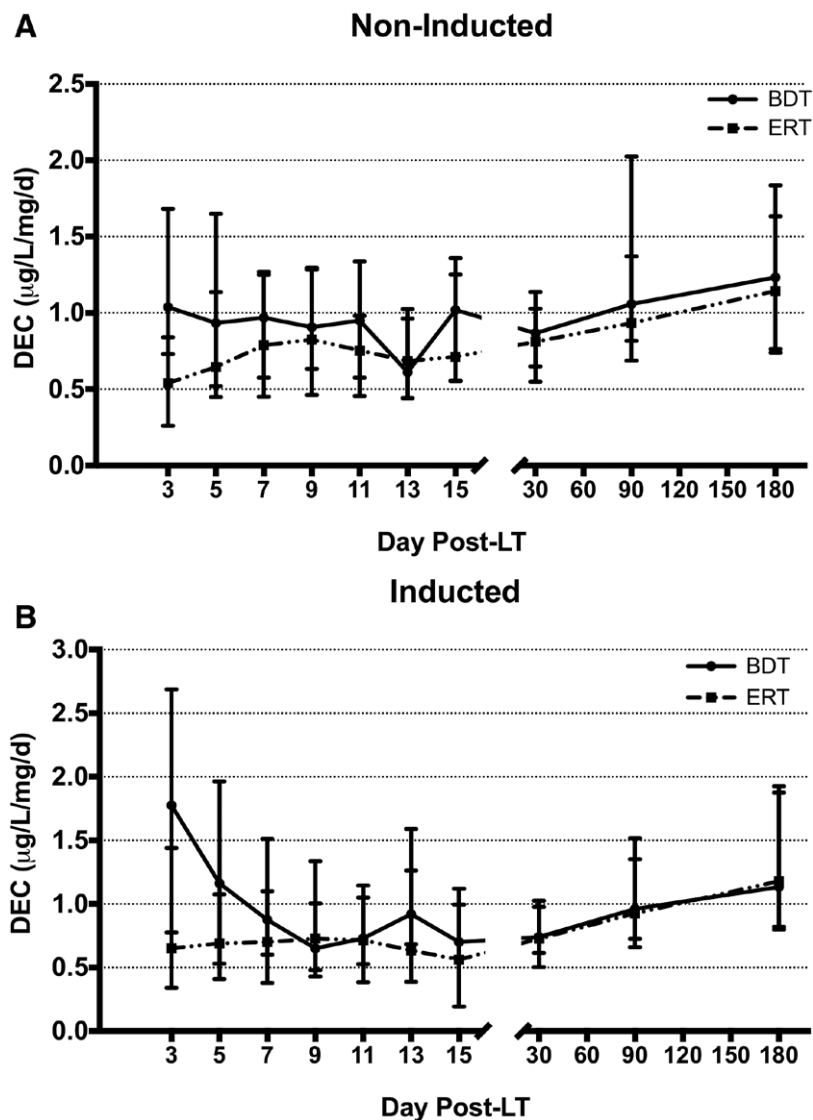 A
Non-Inducted
2.5
2.0
1.5
1.0
0.5
0.0
DEC (μg/L/mg/d)
BDT
ERT
3 5 7 9 11 13 15 30 60 90 120 150 180
Day Post-LT
B
Inducted
3.0
2.5
2.0
1.5
1.0
0.5
0.0
DEC (μg/L/mg/d)
BDT
ERT
3 5 7 9 11 13 15 30 60 90 120 150 180
Day Post-LT